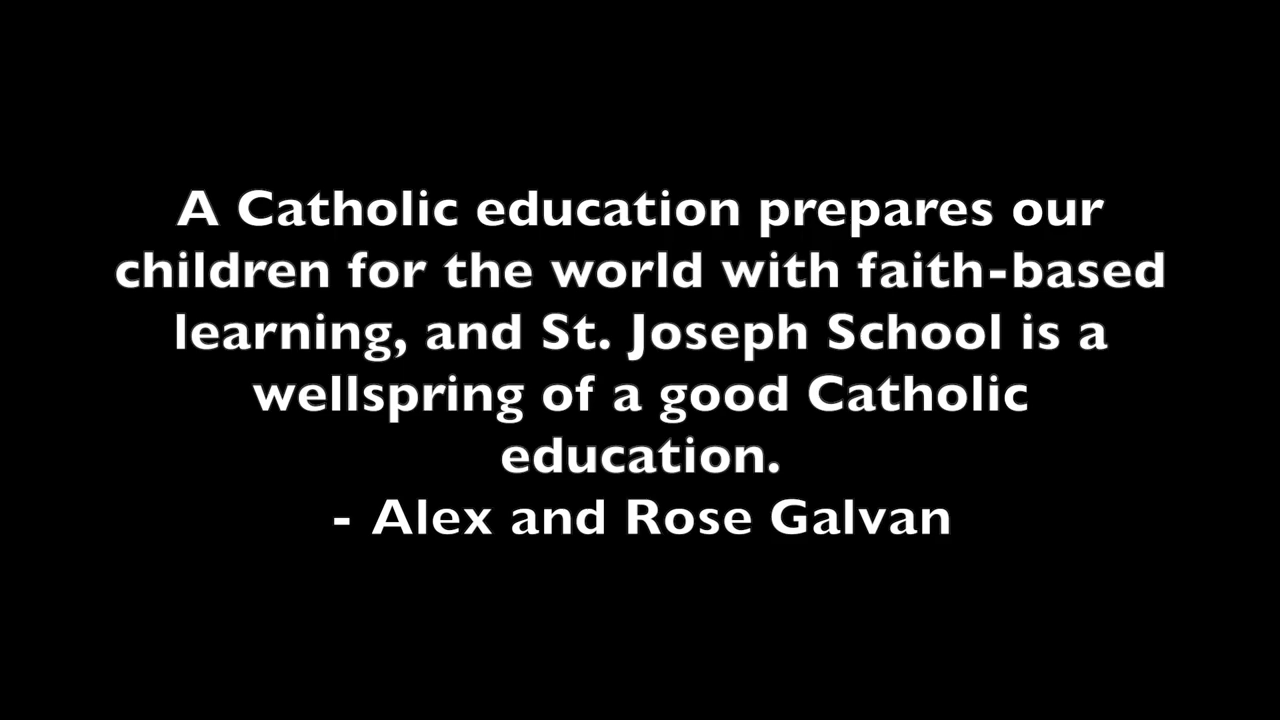 A Catholic education prepares our
children for the world with faith-based
learning, and St. Joseph School is a
wellspring of a good Catholic
education.
- Alex and Rose Galvan